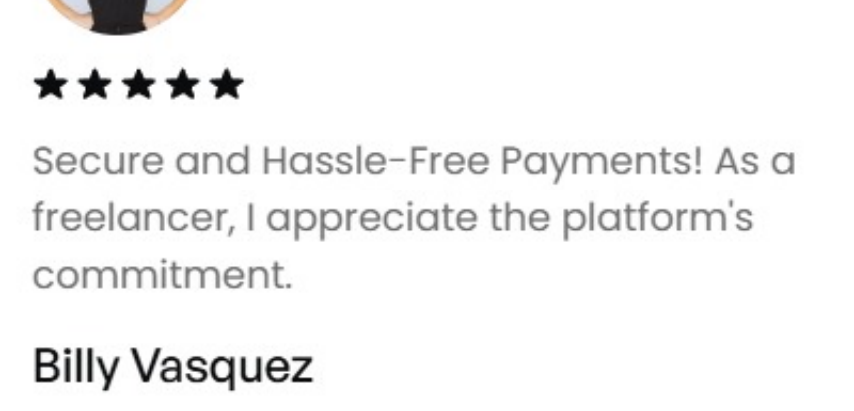 Secure and Hassle-Free Payments! As a
freelancer, I appreciate the platform's
commitment.
Billy Vasquez